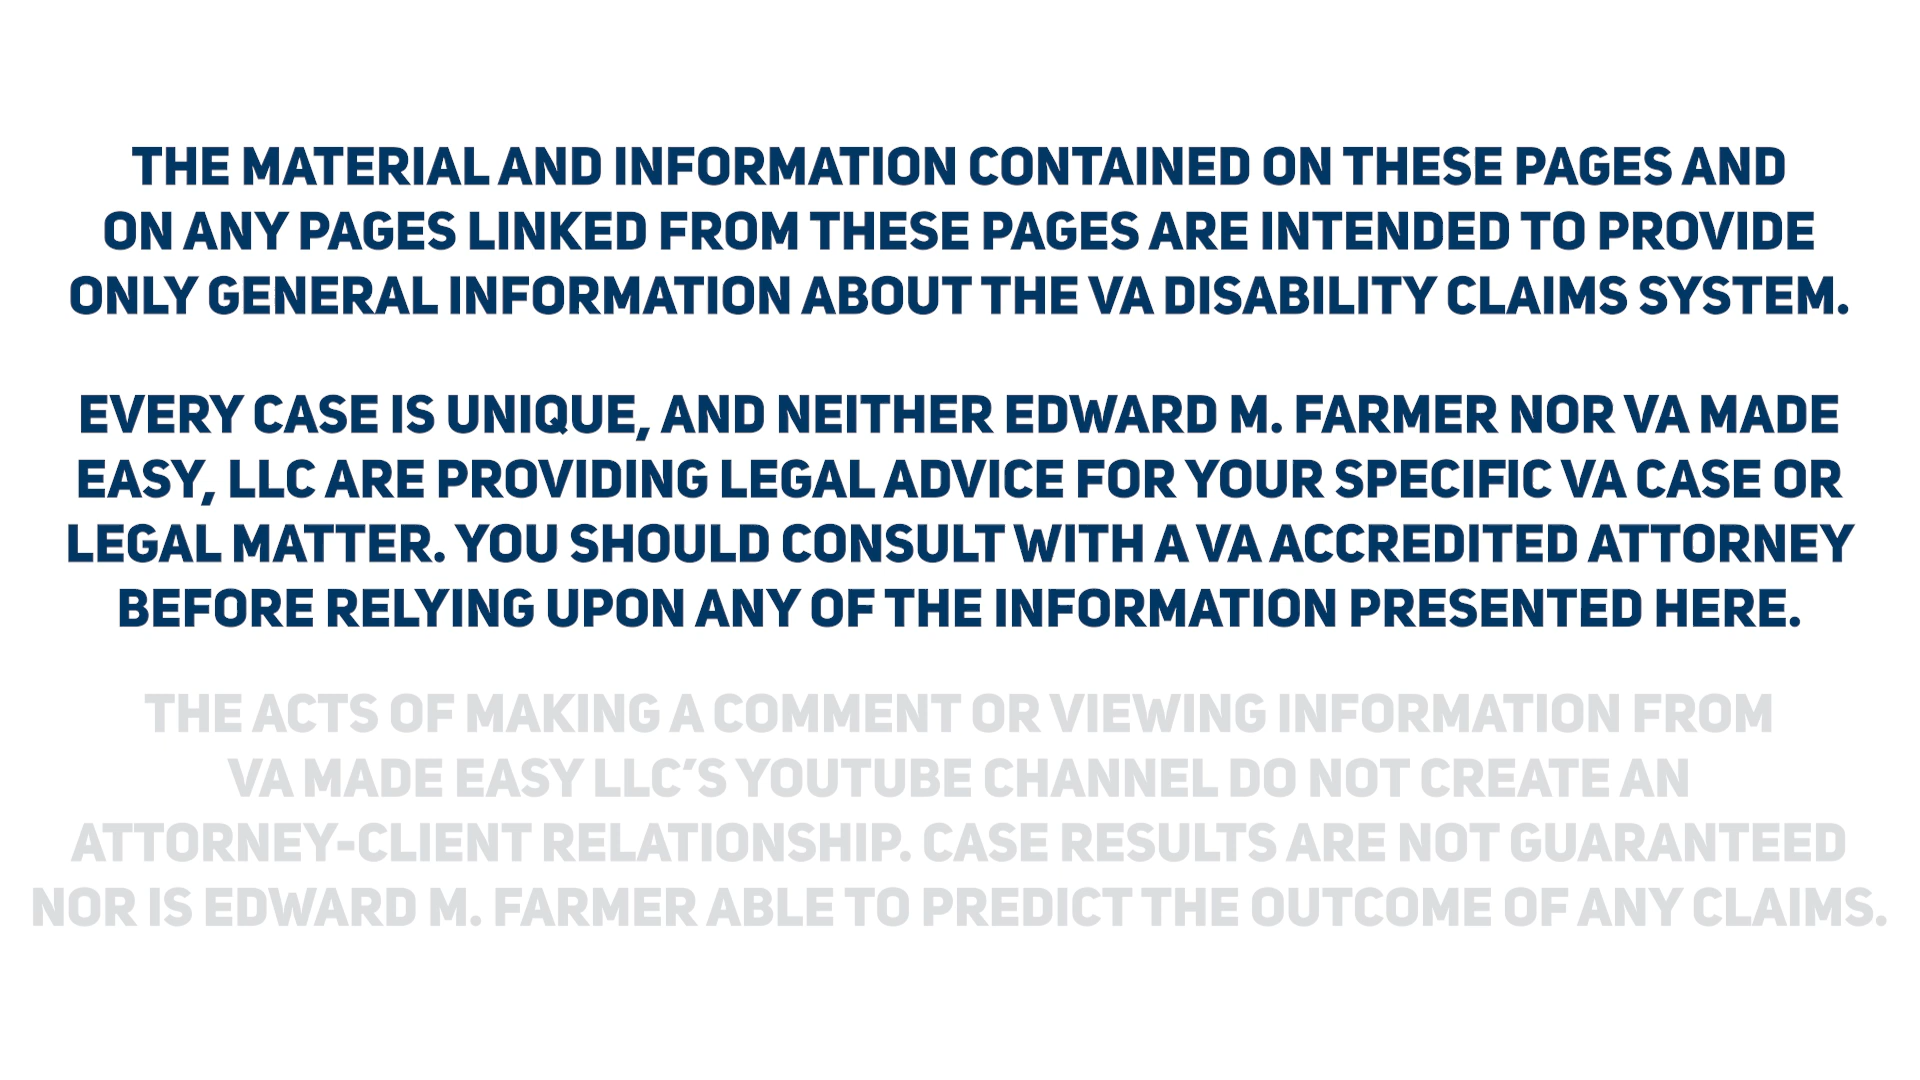 THE MATERIAL AND INFORMATION CONTAINED ON THESE PAGES AND
ON ANY PAGES LINKED FROM THESE PAGES ARE INTENDED TO PROVIDE
ONLY GENERAL INFORMATION ABOUT THE VA DISABILITY CLAIMS SYSTEM.
EVERY CASE IS UNIQUE, AND NEITHER EDWARD M. FARMER NOR VA MADE
EASY, LLC ARE PROVIDING LEGAL ADVICE FOR YOUR SPECIFIC VA CASE OR
LEGAL MATTER. YOU SHOULD CONSULT WITH A VA ACCREDITED ATTORNEY
BEFORE RELYING UPON ANY OF THE INFORMATION PRESENTED HERE.
THE ACTS OF MAKING A COMMENT OR VIEWING INFORMATION FROM
VA MADE EASY LLC’S YOUTUBE CHANNEL DO NOT CREATE AN
ATTORNEY-CLIENT RELATIONSHIP. CASE RESULTS ARE NOT GUARANTEED
NOR IS EDWARD M. FARMER ABLE TO PREDICT THE OUTCOME OF ANY CLAIMS.